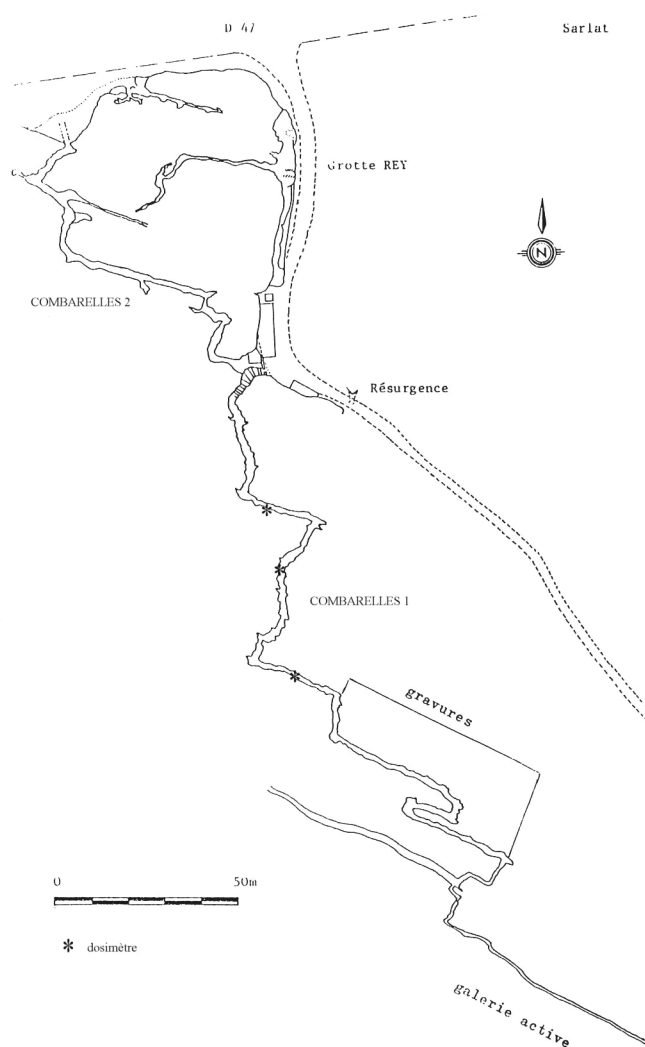 D 47
Sarlat
Grotte REY
N
COMBARELLES 2
Résurgence
COMBARELLES 1
gravures
0 50m
* dosimètre
galerie active